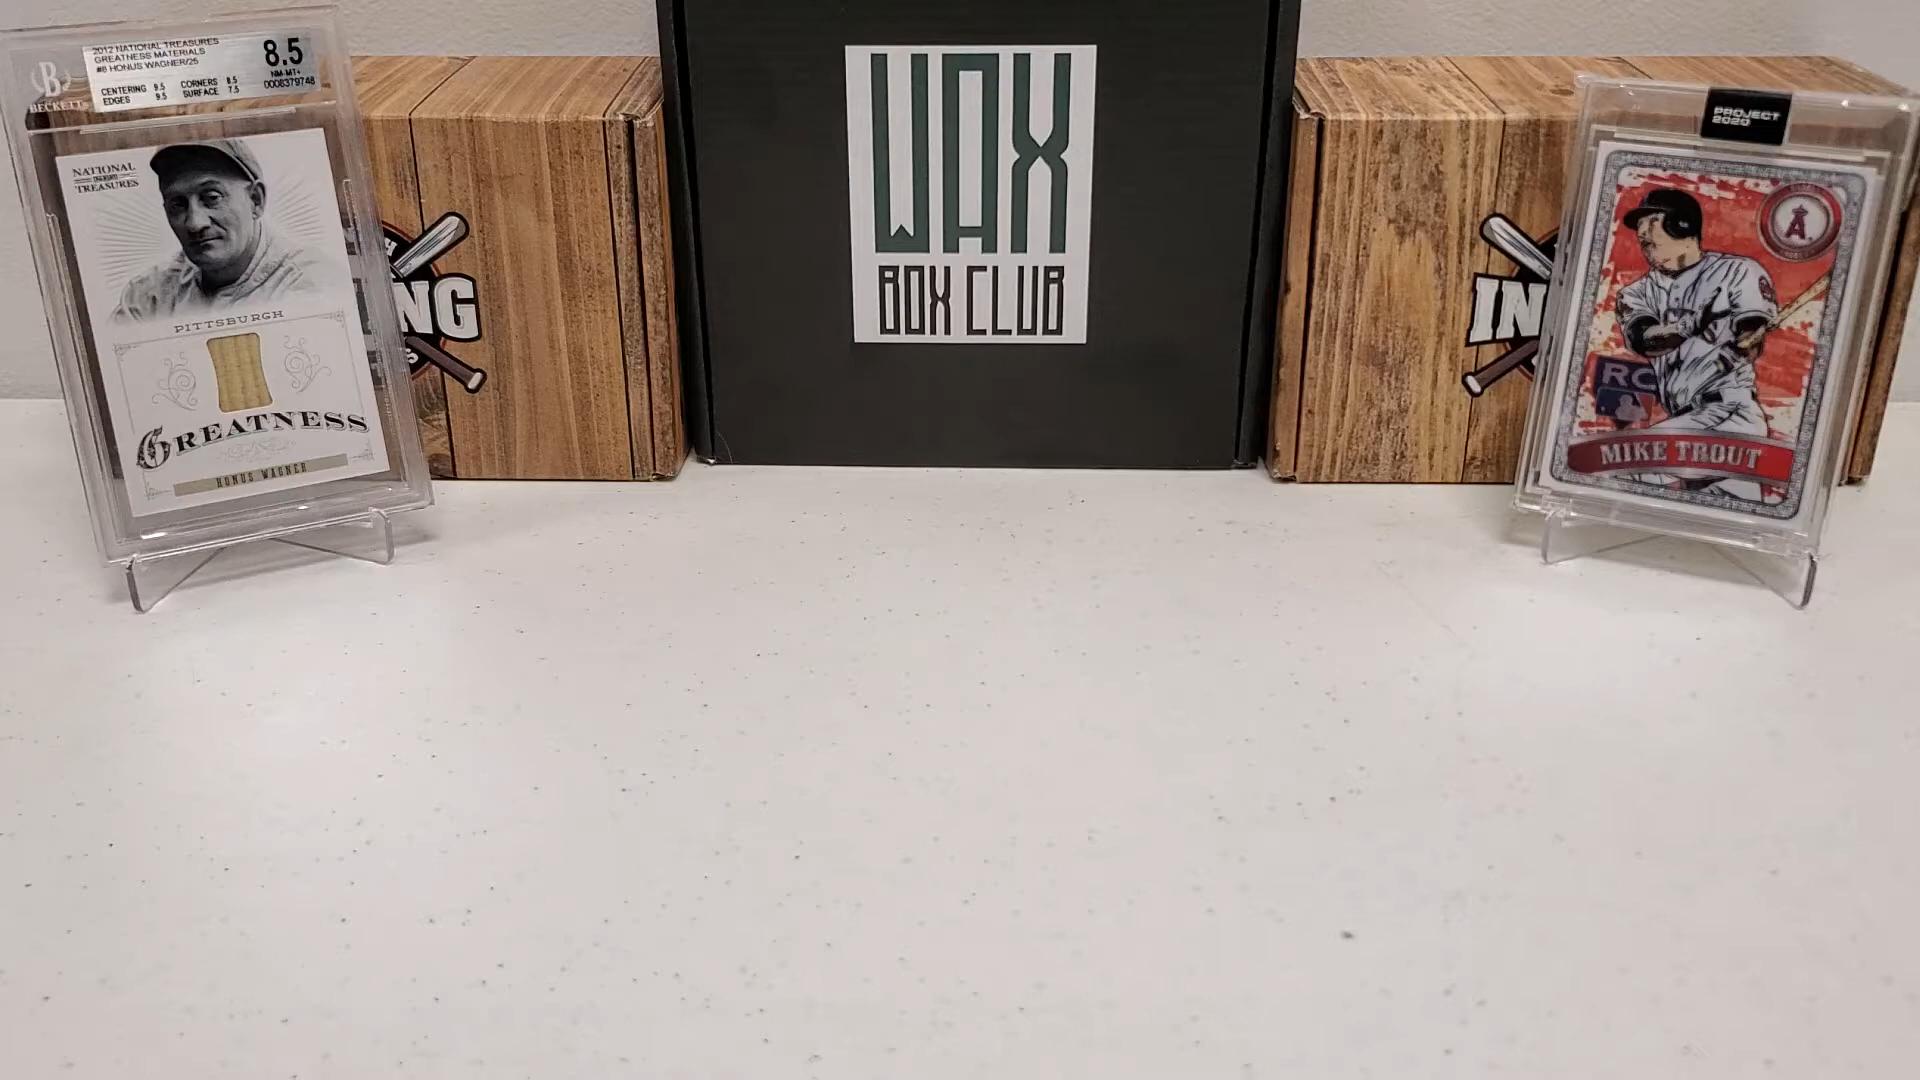 BECKETT
2012 NATIONAL TREASURES
GREATNESS MATERIALS
#8 HONUS WAGNER/25
CENTERING 9.5 CORNERS 8.5
EDGES 9.5 SURFACE 7.5
8.5
NM-MT+
0008379748
NATIONAL
TREASURES
PITTSBURGH
GREATNESS
HONUS WAGNER
NG
WAX
BOX CLUB
IN
PROJECT
2020
A
RC
MIKE TROUT